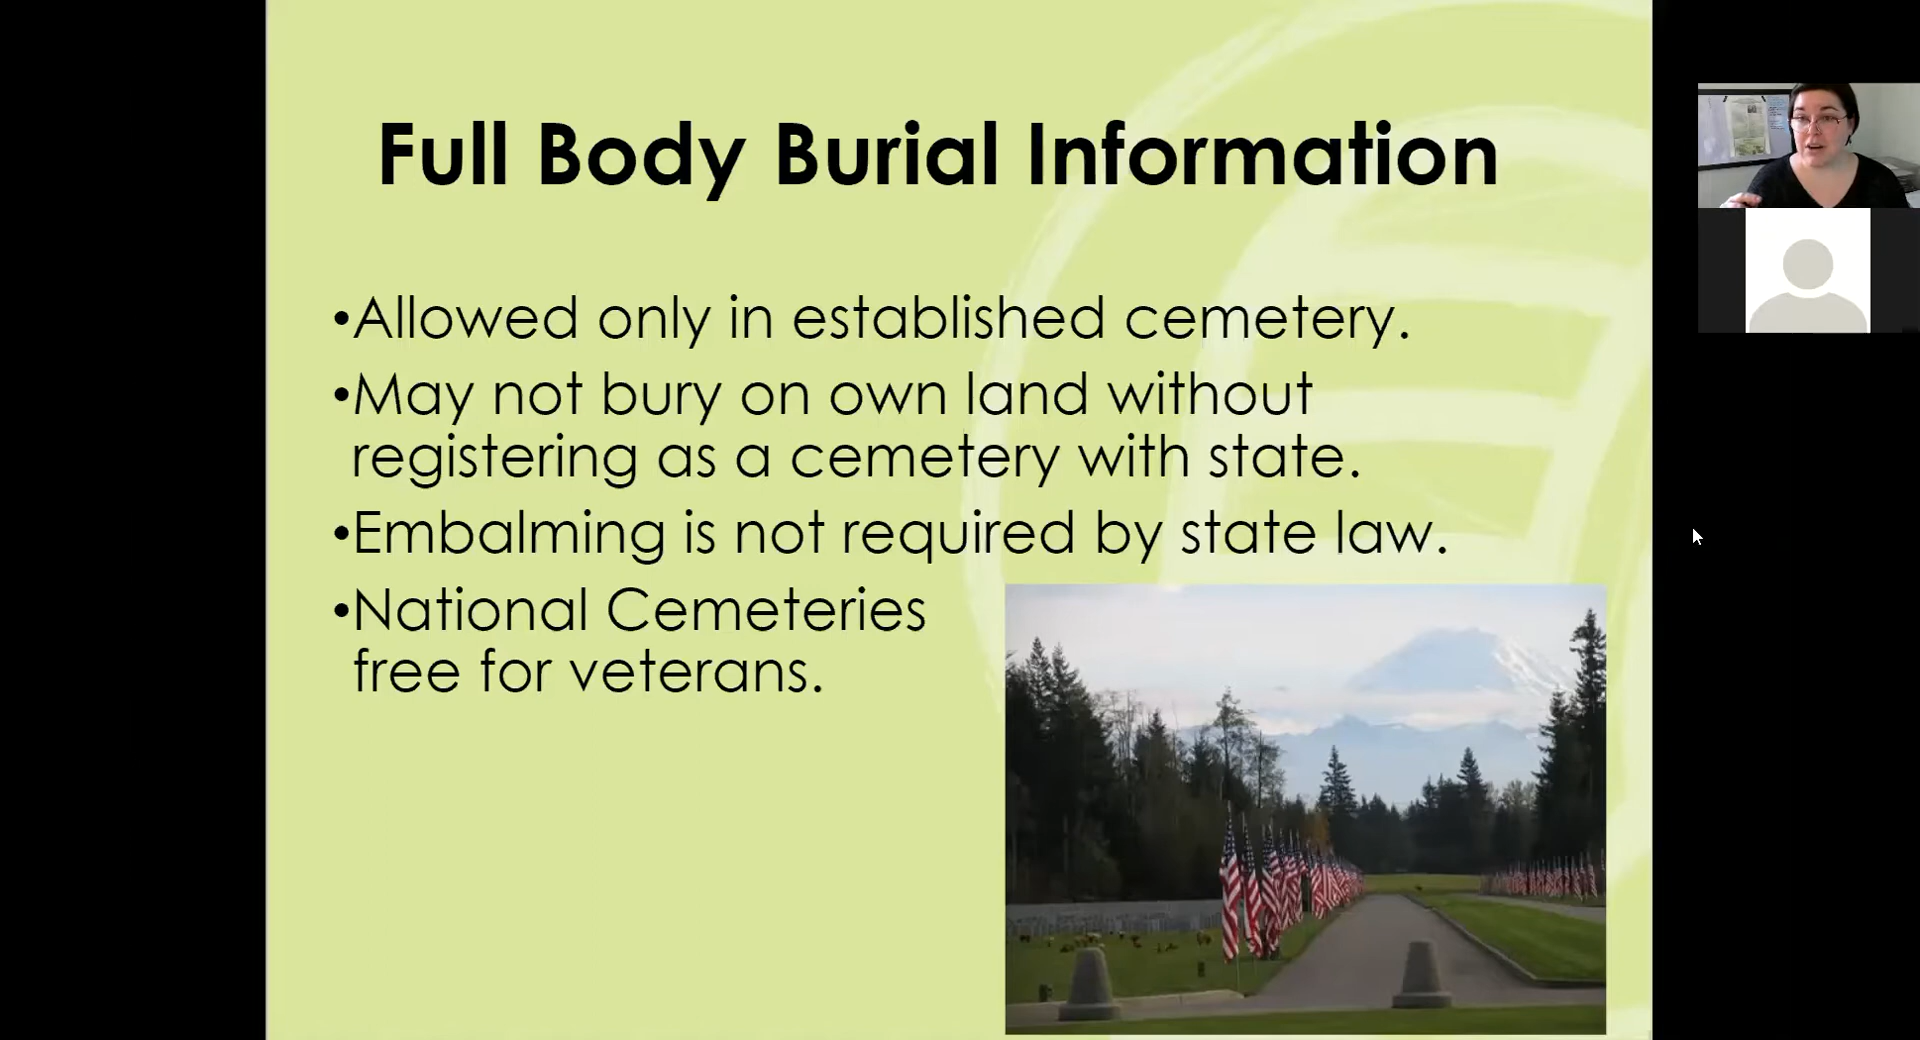 Full Body Burial Information
•Allowed only in established cemetery.
•May not bury on own land without
registering as a cemetery with state.
•Embalming is not required by state law.
•National Cemeteries
free for veterans.